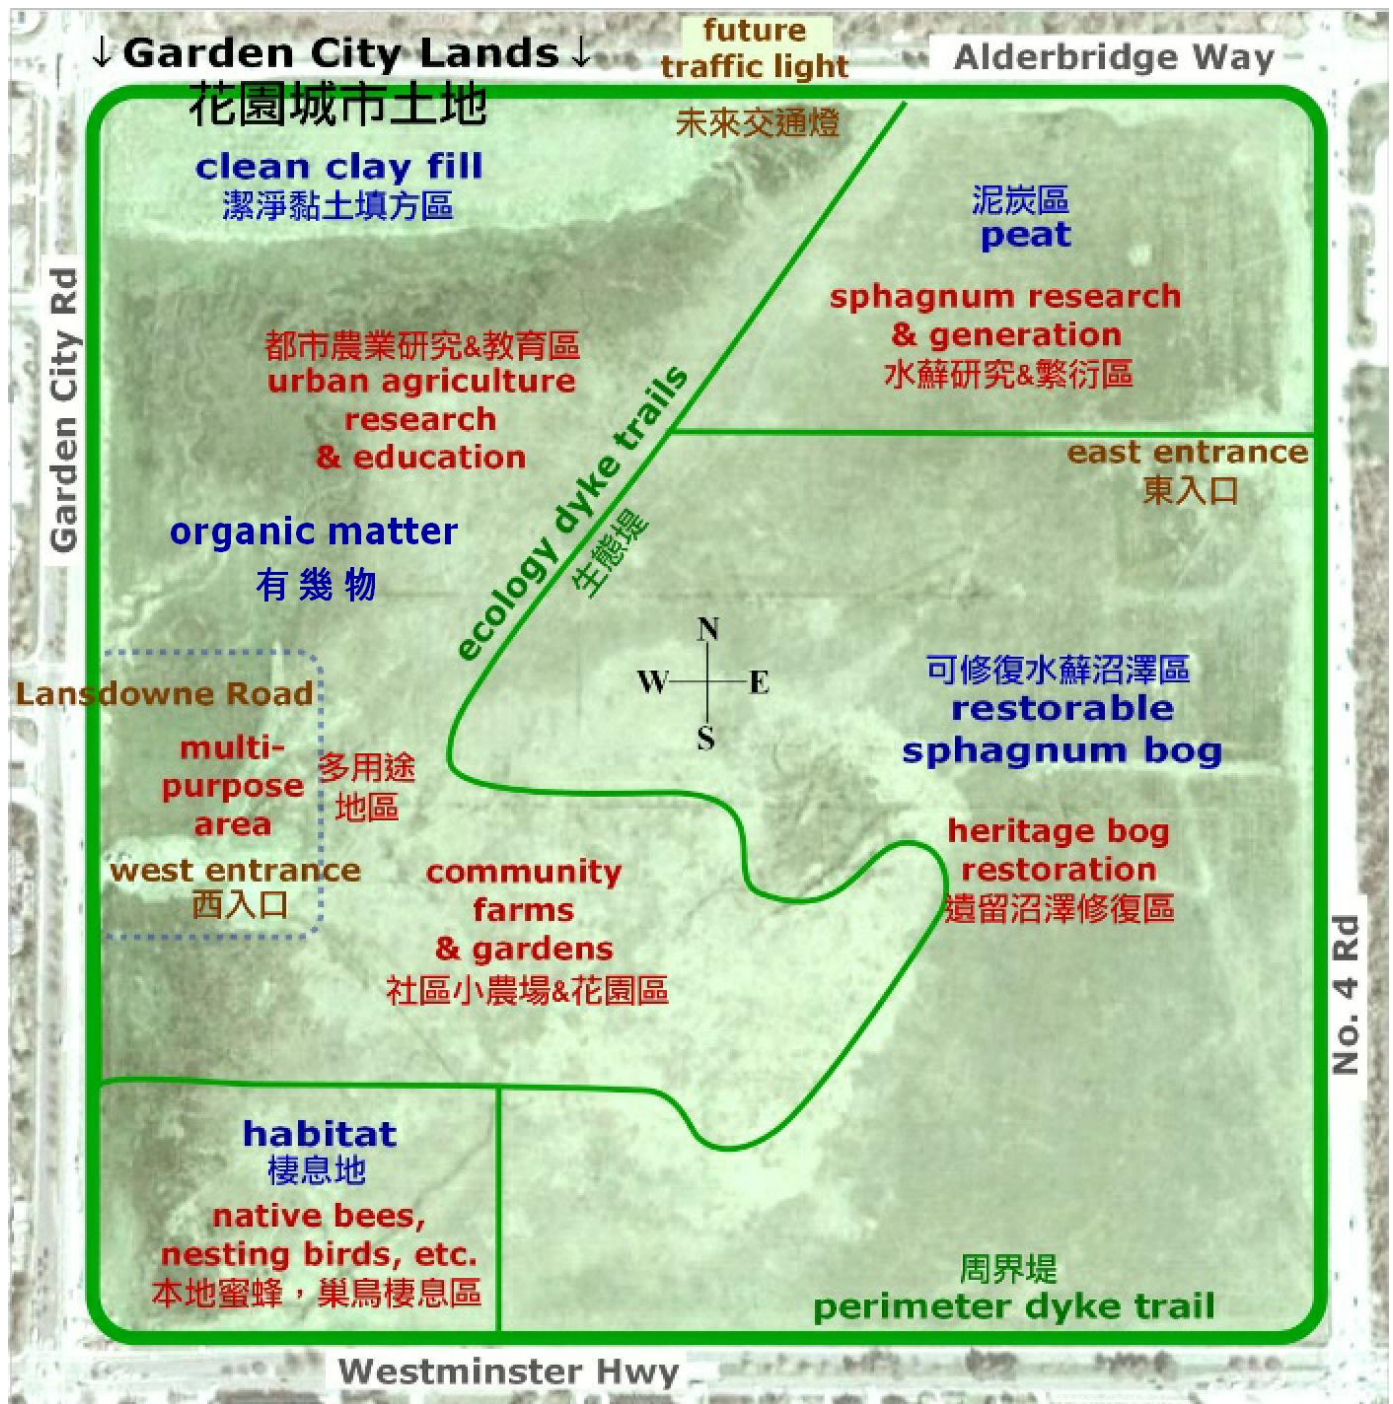 ↓Garden City Lands↓
花園城市土地
future
traffic light
未來交通燈
Alderbridge Way
clean clay fill
潔淨黏土填方區
泥炭區
peat
sphagnum research
& generation
水蘚研究&繁衍區
Garden City Rd
都市農業研究&教育區
urban agriculture
research
& education
ecology dyke trails
生態堤
east entrance
東入口
organic matter
有幾物
N
W
E
S
可修復水蘚沼澤區
restorable
sphagnum bog
Lansdowne Road
multi-
purpose
area
多用途
地區
west entrance
西入口
community
farms
& gardens
社區小農場&花園區
heritage bog
restoration
遺留沼澤修復區
No. 4 Rd
habitat
棲息地
native bees,
nesting birds, etc.
本地蜜蜂，巢鳥棲息區
周界堤
perimeter dyke trail
Westminster Hwy